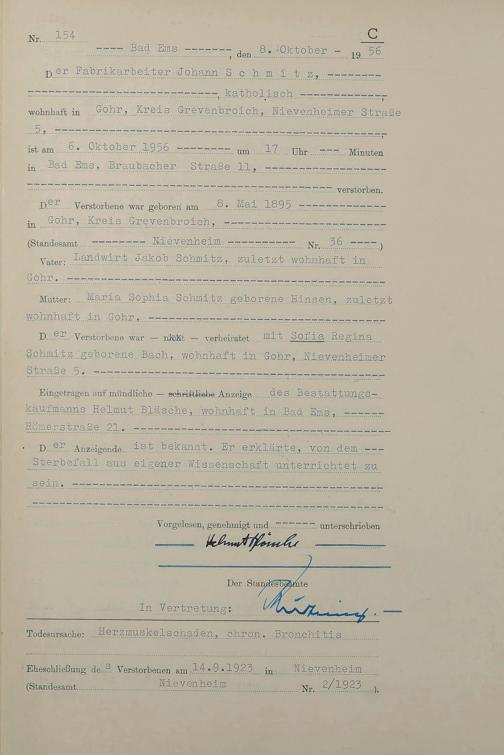 C
Nr. 154
---- Bad Ems -------, den 8. Oktober - 19 56
Der Fabrikarbeiter Johann S c h m i t z, --------
----------------------------, katholisch -------------,
wohnhaft in Gohr, Kreis Grevenbroich, Nievenheimer Straße
5, ------------------------------------------------,
ist am 6. Oktober 1956 -------- um 17 Uhr --- Minuten
in Bad Ems, Braubacher Straße 11, -----------------
------------------------------------------- verstorben.
Der Verstorbene war geboren am 8. Mai 1895 -------------
in Gohr, Kreis Grevenbroich, ------------------------
(Standesamt -------- Nievenheim ---------- Nr. 36 ----)
Vater: Landwirt Jakob Schmitz, zuletzt wohnhaft in
Gohr. ----------------------------------------------
Mutter: Maria Sophia Schmitz geborene Hinsen, zuletzt
wohnhaft in Gohr. ----------------------------------
Der Verstorbene war — nicht — verheiratet mit Sofia Regina
Schmitz geborene Bach, wohnhaft in Gohr, Nievenheimer
Straße 5. ------------------------------------------
Eingetragen auf mündliche — schriftliche Anzeige des Bestattungs-
kaufmanns Helmut Bläsche, wohnhaft in Bad Ems, ------
Römerstraße 21. ------------------------------------
Der Anzeigende ist bekannt. Er erklärte, von dem ---
Sterbefall aus eigener Wissenschaft unterrichtet zu
sein. ----------------------------------------------
Vorgelesen, genehmigt und ------ unterschrieben
Helmut Bläsche
Der Standesbeamte
In Vertretung:
Todesursache: Herzmuskelschaden, chron. Bronchitis
Eheschließung des Verstorbenen am 14.9.1923 in Nievenheim
(Standesamt Nievenheim Nr. 2/1923 ).